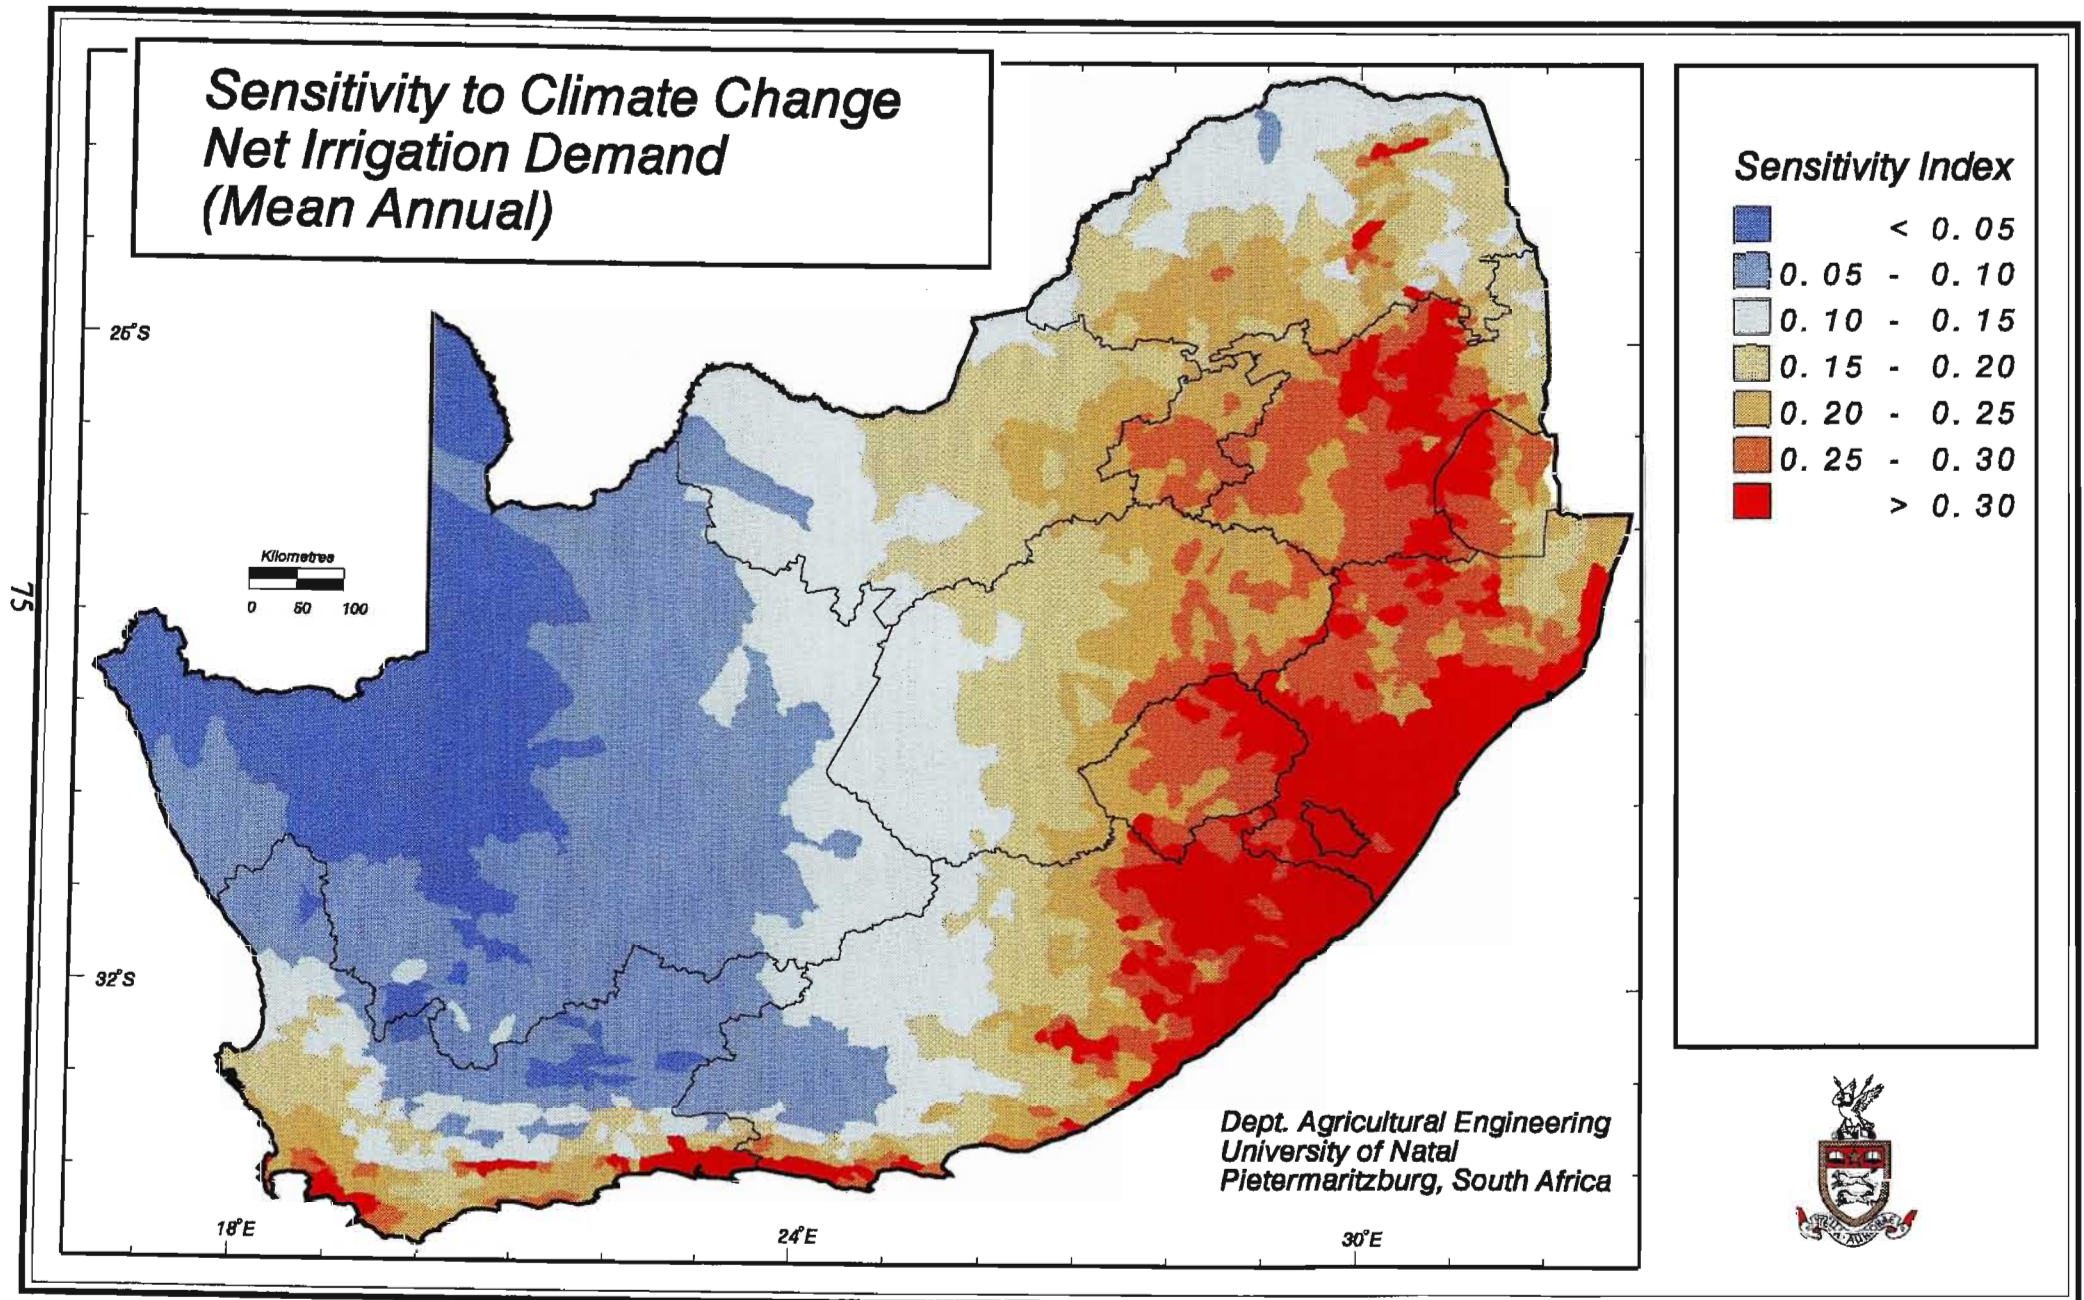 Sensitivity to Climate Change
Net Irrigation Demand
(Mean Annual)
Sensitivity Index
< 0.05
0.05 - 0.10
0.10 - 0.15
0.15 - 0.20
0.20 - 0.25
0.25 - 0.30
> 0.30
Kilometres
0 50 100
25°S
32°S
18°E
24°E
30°E
Dept. Agricultural Engineering
University of Natal
Pietermaritzburg, South Africa
75